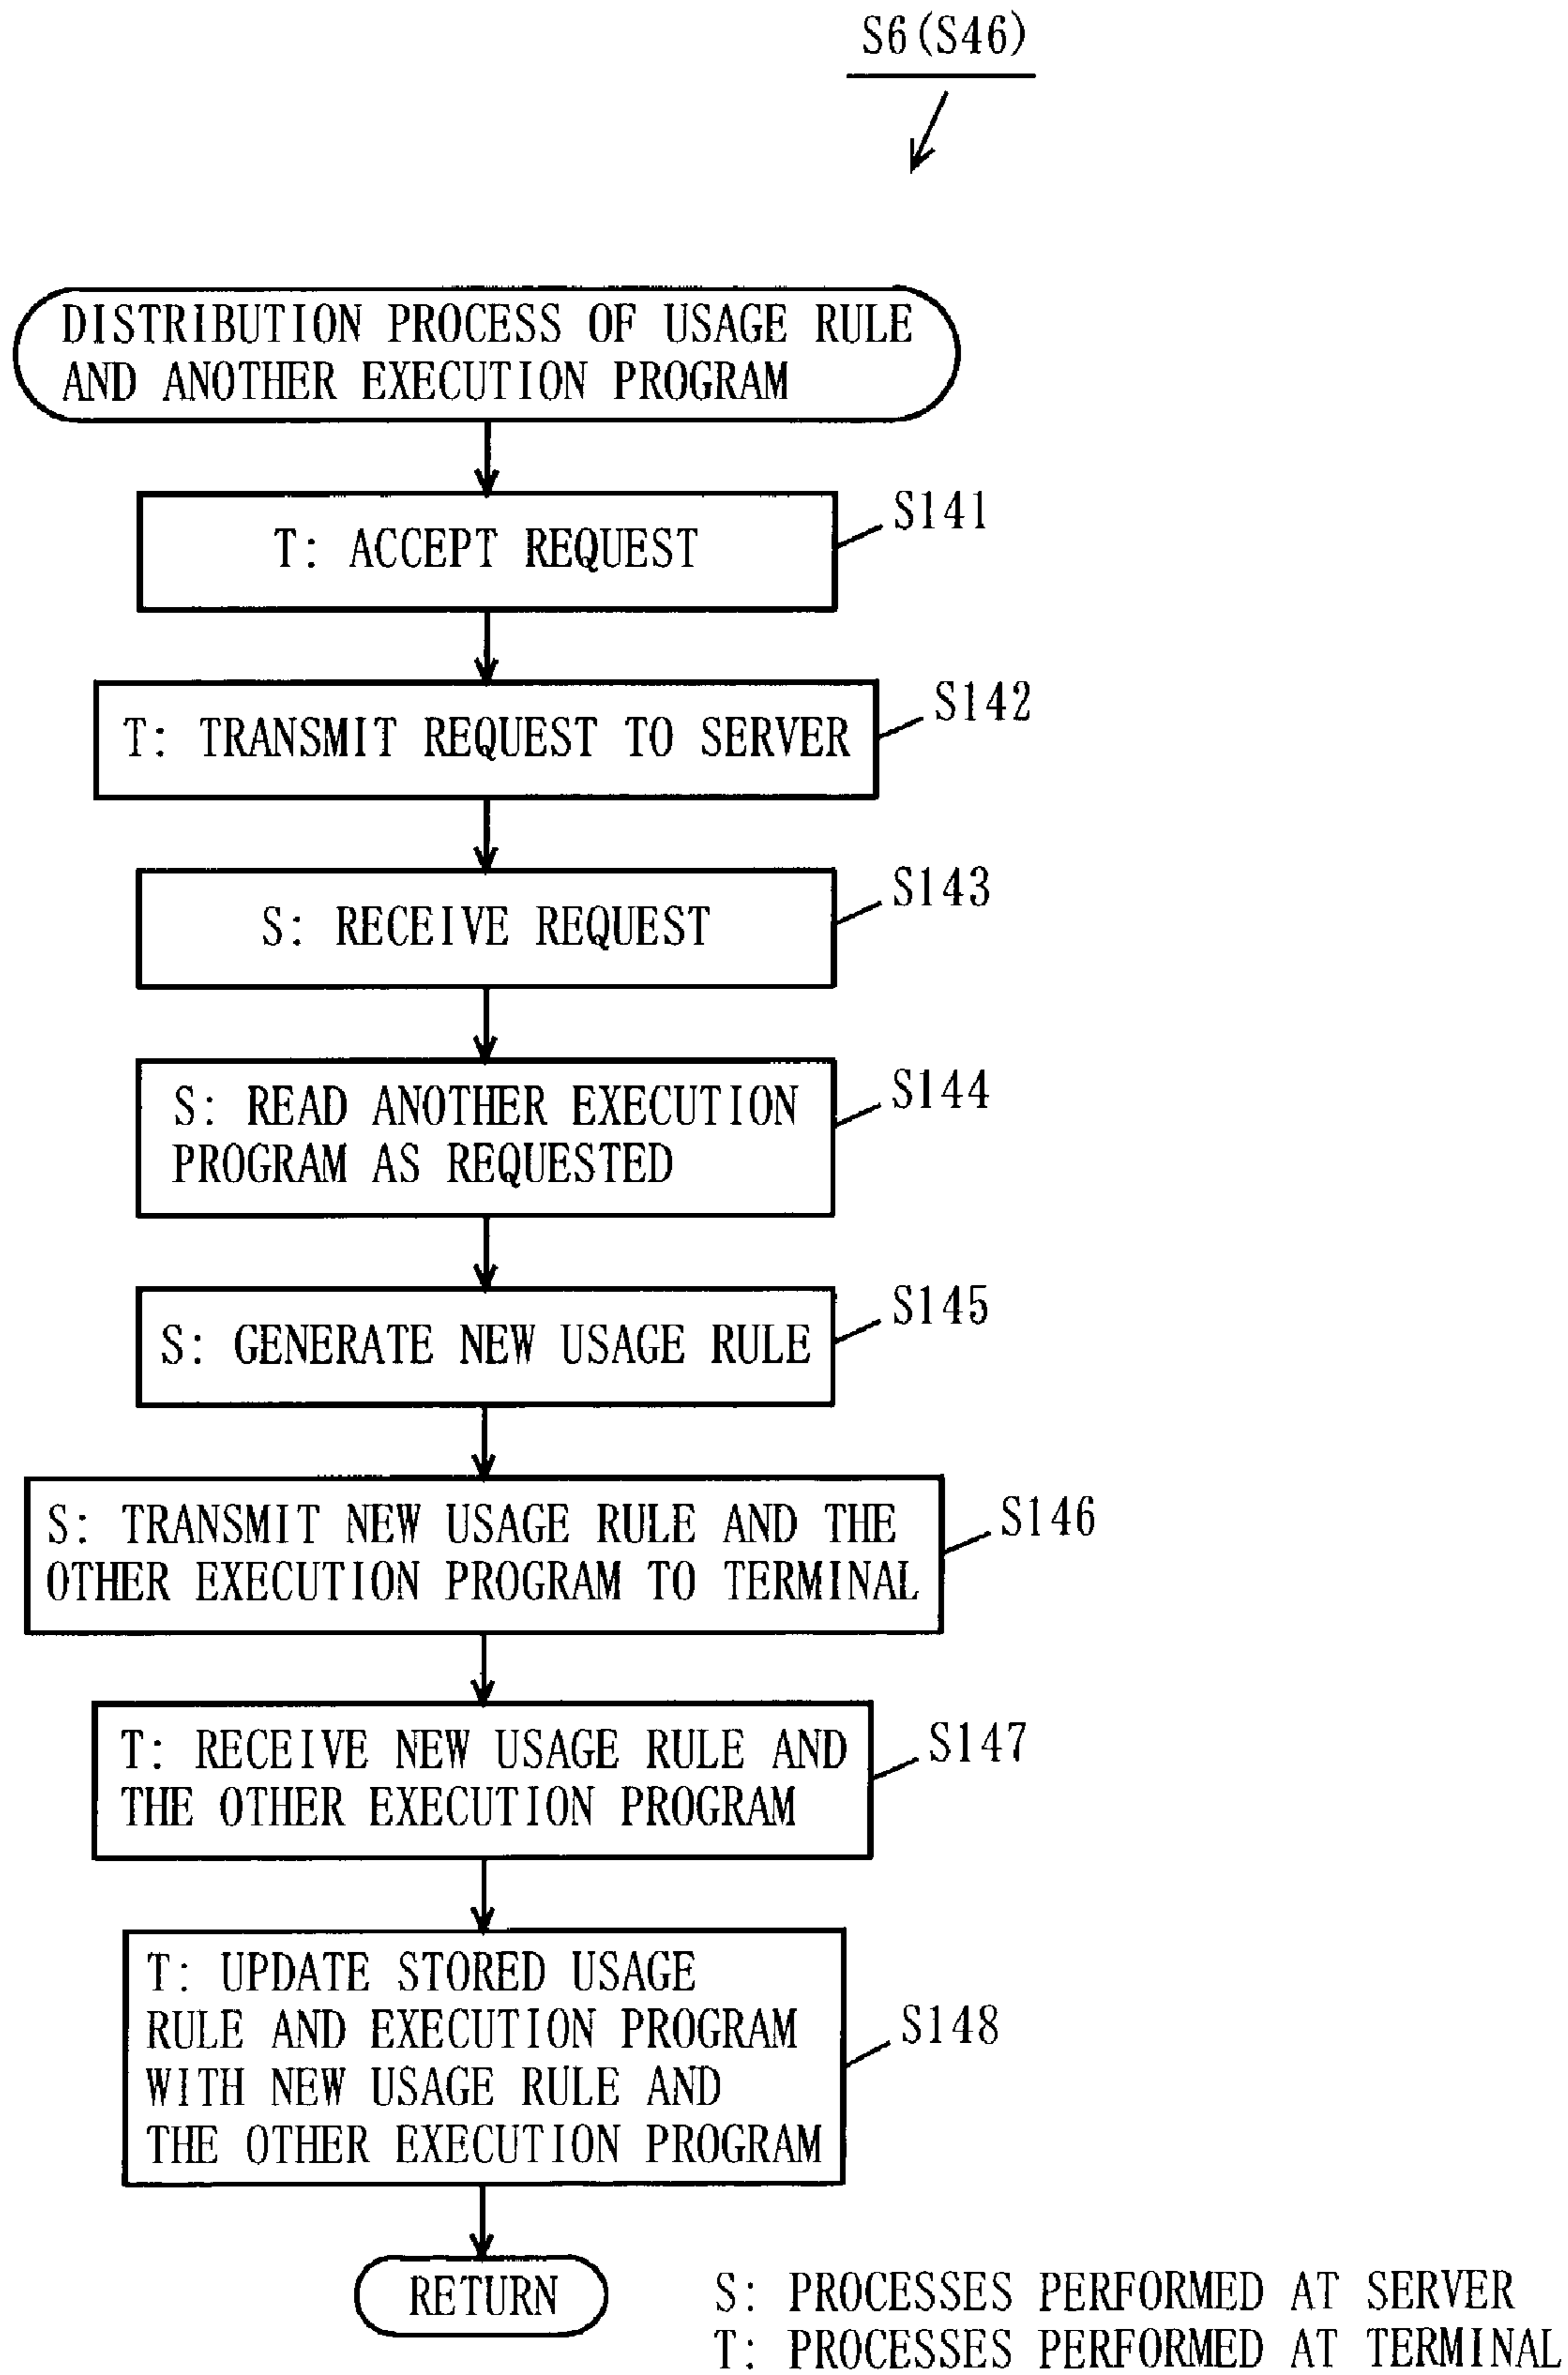 S6(S46)
DISTRIBUTION PROCESS OF USAGE RULE
AND ANOTHER EXECUTION PROGRAM
S141
T: ACCEPT REQUEST
S142
T: TRANSMIT REQUEST TO SERVER
S143
S: RECEIVE REQUEST
S144
S: READ ANOTHER EXECUTION
PROGRAM AS REQUESTED
S145
S: GENERATE NEW USAGE RULE
S146
S: TRANSMIT NEW USAGE RULE AND THE
OTHER EXECUTION PROGRAM TO TERMINAL
S147
T: RECEIVE NEW USAGE RULE AND
THE OTHER EXECUTION PROGRAM
S148
T: UPDATE STORED USAGE
RULE AND EXECUTION PROGRAM
WITH NEW USAGE RULE AND
THE OTHER EXECUTION PROGRAM
RETURN
S: PROCESSES PERFORMED AT SERVER
T: PROCESSES PERFORMED AT TERMINAL